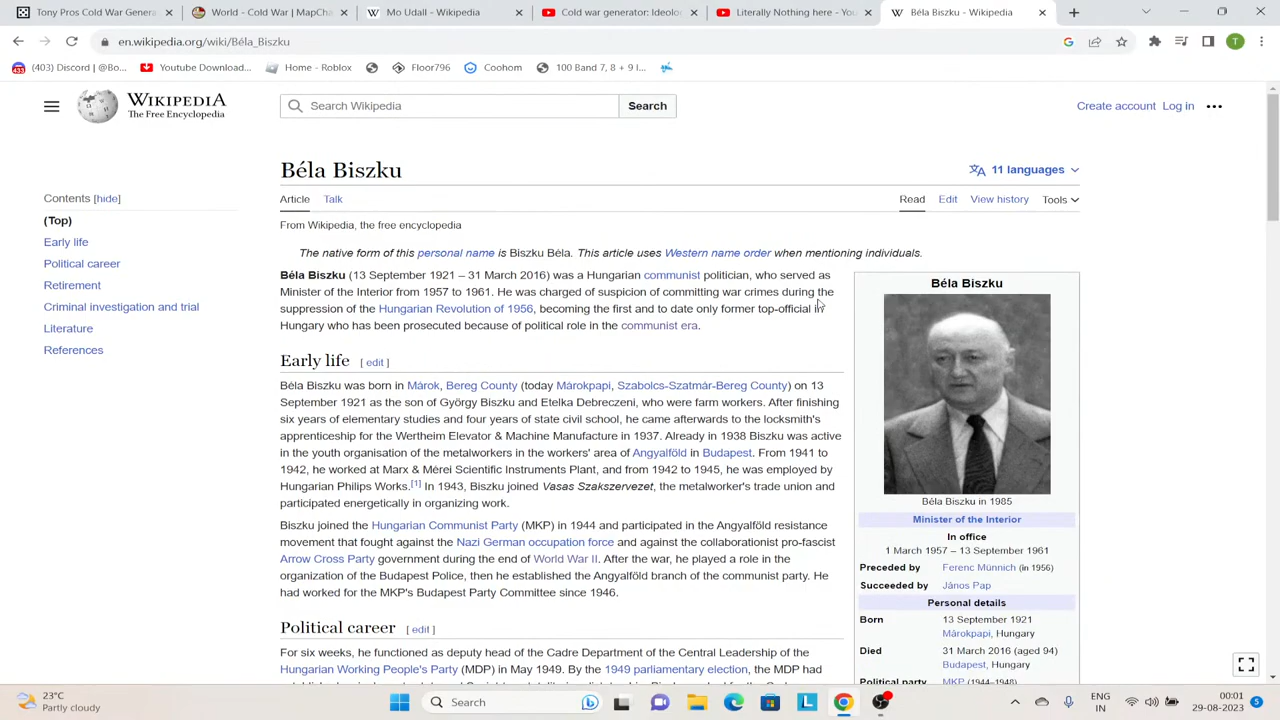 Tony Pros Cold War Genera
World - Cold War | MapCha
Mo Udall - Wikipedia
Cold war generator: Ideolo
Literally Nothing here - You
Béla Biszku - Wikipedia
en.wikipedia.org/wiki/Béla_Biszku
(403) Discord | @Bo...
Youtube Download...
Home - Roblox
Floor796
Coohom
100 Band 7, 8 + 9 I...
WIKIPEDIA
The Free Encyclopedia
Search Wikipedia
Search
Create account Log in
Béla Biszku
11 languages
Article Talk
Read Edit View history Tools
From Wikipedia, the free encyclopedia
Contents [hide]
(Top)
Early life
Political career
Retirement
Criminal investigation and trial
Literature
References
The native form of this personal name is Biszku Béla. This article uses Western name order when mentioning individuals.
Béla Biszku (13 September 1921 – 31 March 2016) was a Hungarian communist politician, who served as
Minister of the Interior from 1957 to 1961. He was charged of suspicion of committing war crimes during the
suppression of the Hungarian Revolution of 1956, becoming the first and to date only former top-official in
Hungary who has been prosecuted because of political role in the communist era.
Early life [ edit ]
Béla Biszku was born in Márok, Bereg County (today Márokpapi, Szabolcs-Szatmár-Bereg County) on 13
September 1921 as the son of György Biszku and Etelka Debreczeni, who were farm workers. After finishing
six years of elementary studies and four years of state civil school, he came afterwards to the locksmith's
apprenticeship for the Wertheim Elevator & Machine Manufacture in 1937. Already in 1938 Biszku was active
in the youth organisation of the metalworkers in the workers' area of Angyalföld in Budapest. From 1941 to
1942, he worked at Marx & Mérei Scientific Instruments Plant, and from 1942 to 1945, he was employed by
Hungarian Philips Works.[1] In 1943, Biszku joined Vasas Szakszervezet, the metalworker's trade union and
participated energetically in organizing work.
Biszku joined the Hungarian Communist Party (MKP) in 1944 and participated in the Angyalföld resistance
movement that fought against the Nazi German occupation force and against the collaborationist pro-fascist
Arrow Cross Party government during the end of World War II. After the war, he played a role in the
organization of the Budapest Police, then he established the Angyalföld branch of the communist party. He
had worked for the MKP's Budapest Party Committee since 1946.
Political career [ edit ]
For six weeks, he functioned as deputy head of the Cadre Department of the Central Leadership of the
Hungarian Working People's Party (MDP) in May 1949. By the 1949 parliamentary election, the MDP had
Béla Biszku
Béla Biszku in 1985
Minister of the Interior
In office
1 March 1957 – 13 September 1961
Preceded by Ferenc Münnich (in 1956)
Succeeded by János Pap
Personal details
Born 13 September 1921
Márokpapi, Hungary
Died 31 March 2016 (aged 94)
Budapest, Hungary
Political party MKP (1944–1948)
23°C
Partly cloudy
Search
ENG
IN
00:01
29-08-2023
5